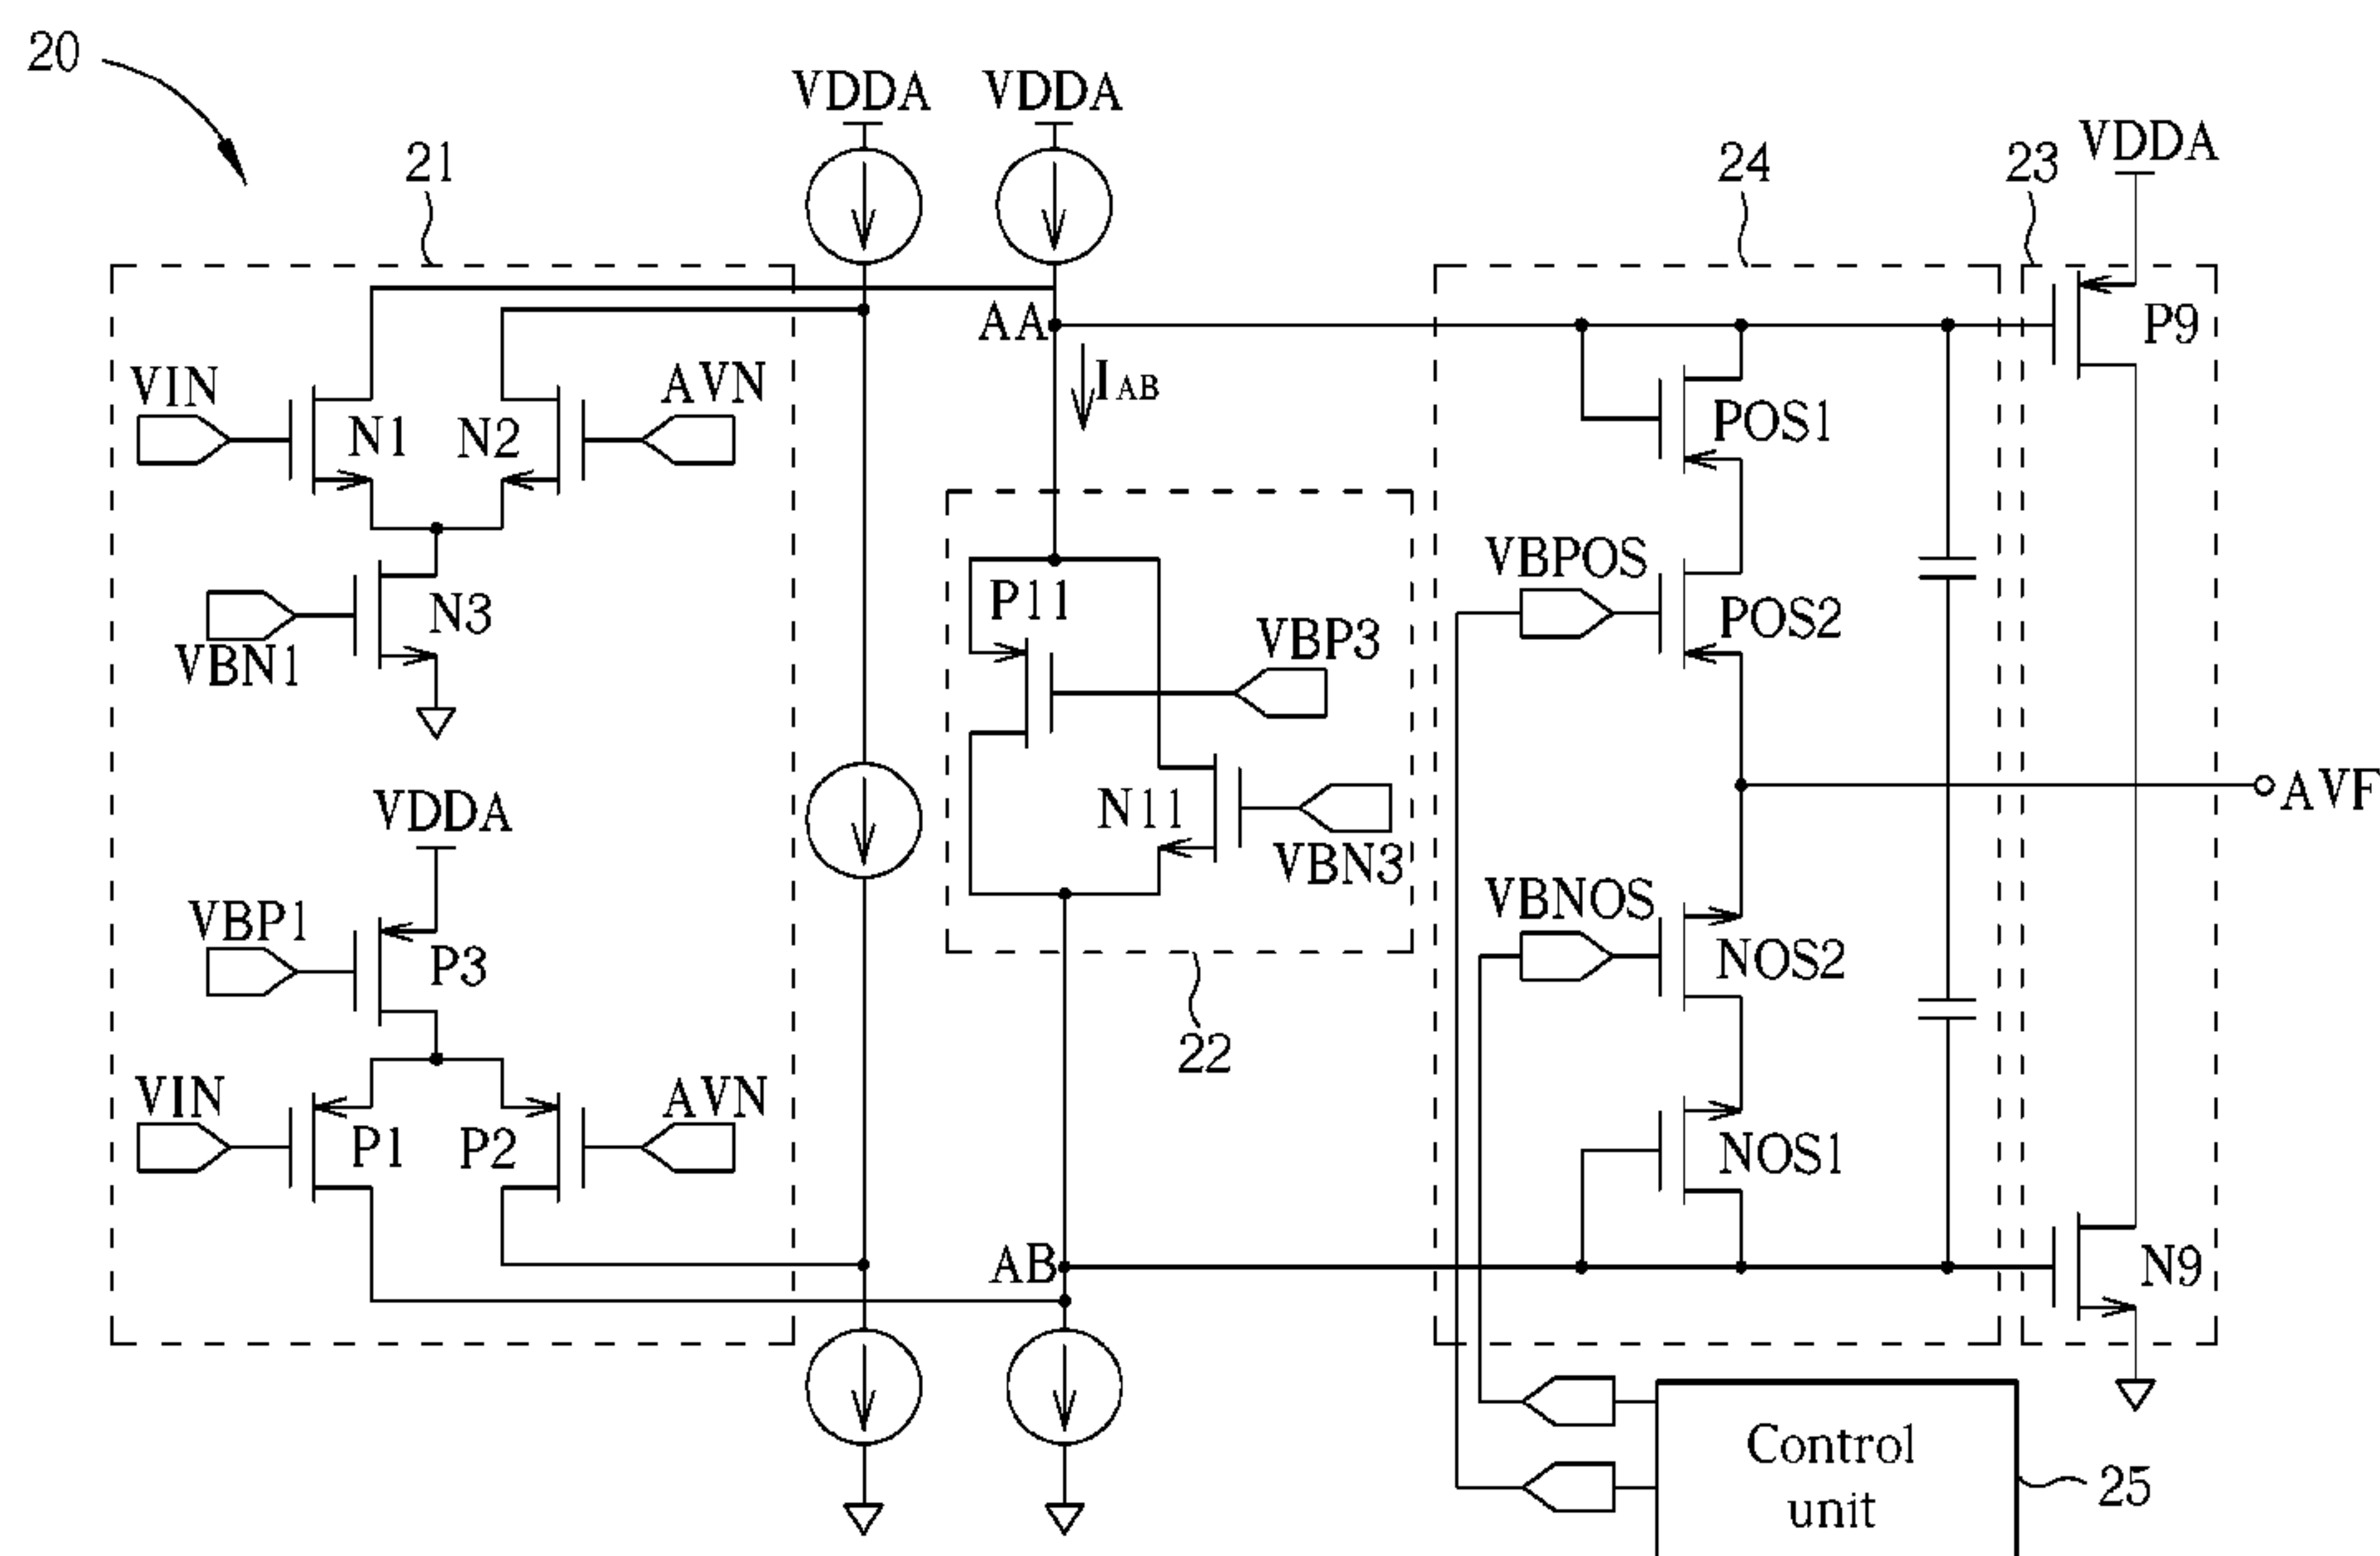 20
VDDA
VDDA
VDDA
21
24
23
AA
P9
VIN
AVN
IAB
N1
N2
POS1
P11
VBPOS
N3
VBP3
POS2
VBN1
VDDA
N11
AVF
VBN3
VBP1
VBNOS
P3
NOS2
22
VIN
AVN
P1
P2
NOS1
AB
N9
Control
unit
25